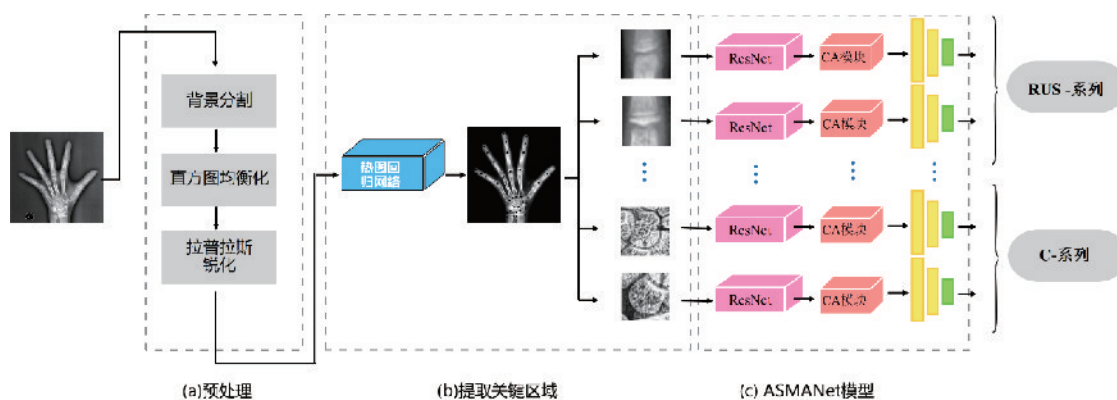 背景分割
直方图均衡化
拉普拉斯
锐化
热图回
归网络
ResNet
CA模块
ResNet
CA模块
RUS -系列
ResNet
CA模块
ResNet
CA模块
C-系列
(a)预处理
(b)提取关键区域
(c) ASMANet模型